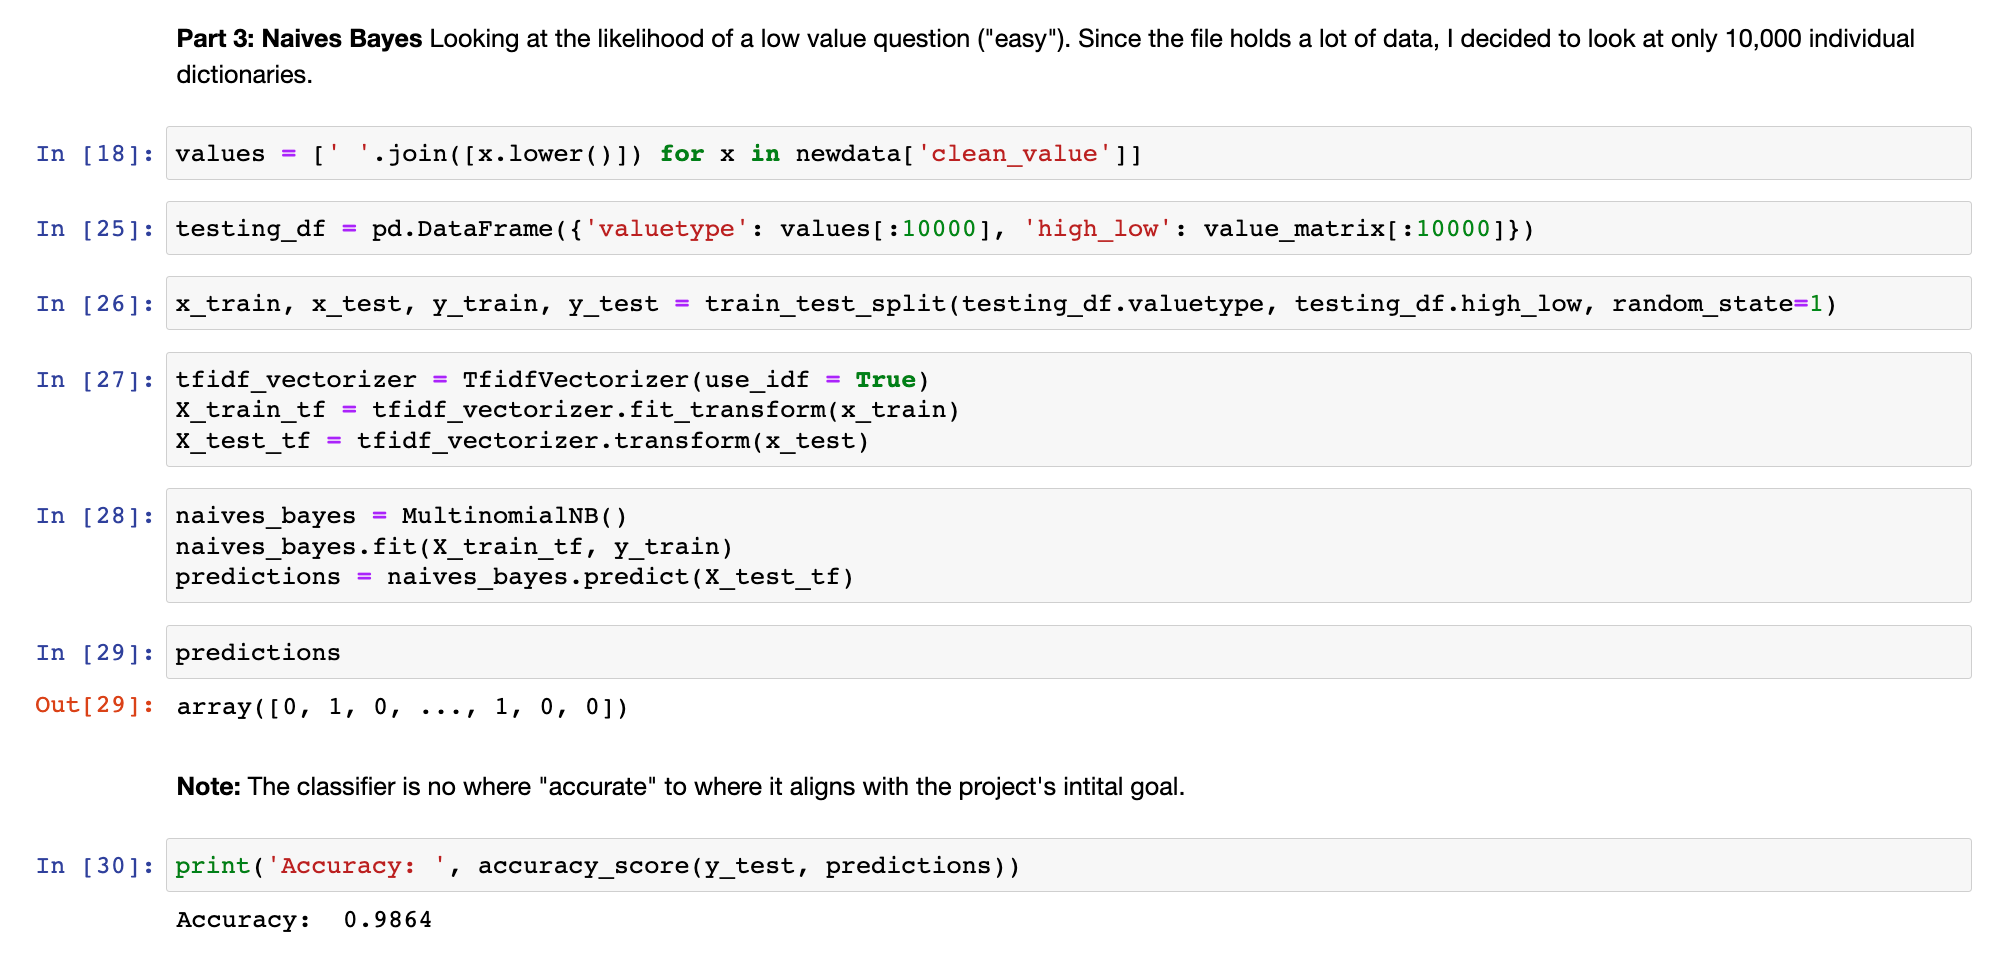 Part 3: Naives Bayes Looking at the likelihood of a low value question ("easy"). Since the file holds a lot of data, I decided to look at only 10,000 individual
dictionaries.
In [18]: values = [' '.join([x.lower()]) for x in newdata['clean_value']]
In [25]: testing_df = pd.DataFrame({'valuetype': values[:10000], 'high_low': value_matrix[:10000]})
In [26]: x_train, x_test, y_train, y_test = train_test_split(testing_df.valuetype, testing_df.high_low, random_state=1)
In [27]: tfidf_vectorizer = TfidfVectorizer(use_idf = True)
X_train_tf = tfidf_vectorizer.fit_transform(x_train)
X_test_tf = tfidf_vectorizer.transform(x_test)
In [28]: naives_bayes = MultinomialNB()
naives_bayes.fit(X_train_tf, y_train)
predictions = naives_bayes.predict(X_test_tf)
In [29]: predictions
Out[29]: array([0, 1, 0, ..., 1, 0, 0])
Note: The classifier is no where "accurate" to where it aligns with the project's intital goal.
In [30]: print('Accuracy: ', accuracy_score(y_test, predictions))
Accuracy:  0.9864